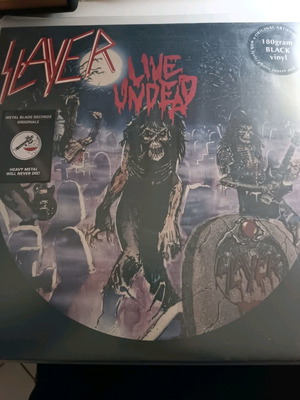 SLAYER
LIVE
UNDEAD
180gram
BLACK
vinyl
METAL BLADE RECORDS
ORIGINALS
HEAVY METAL
WILL NEVER DIE!
SLAYER